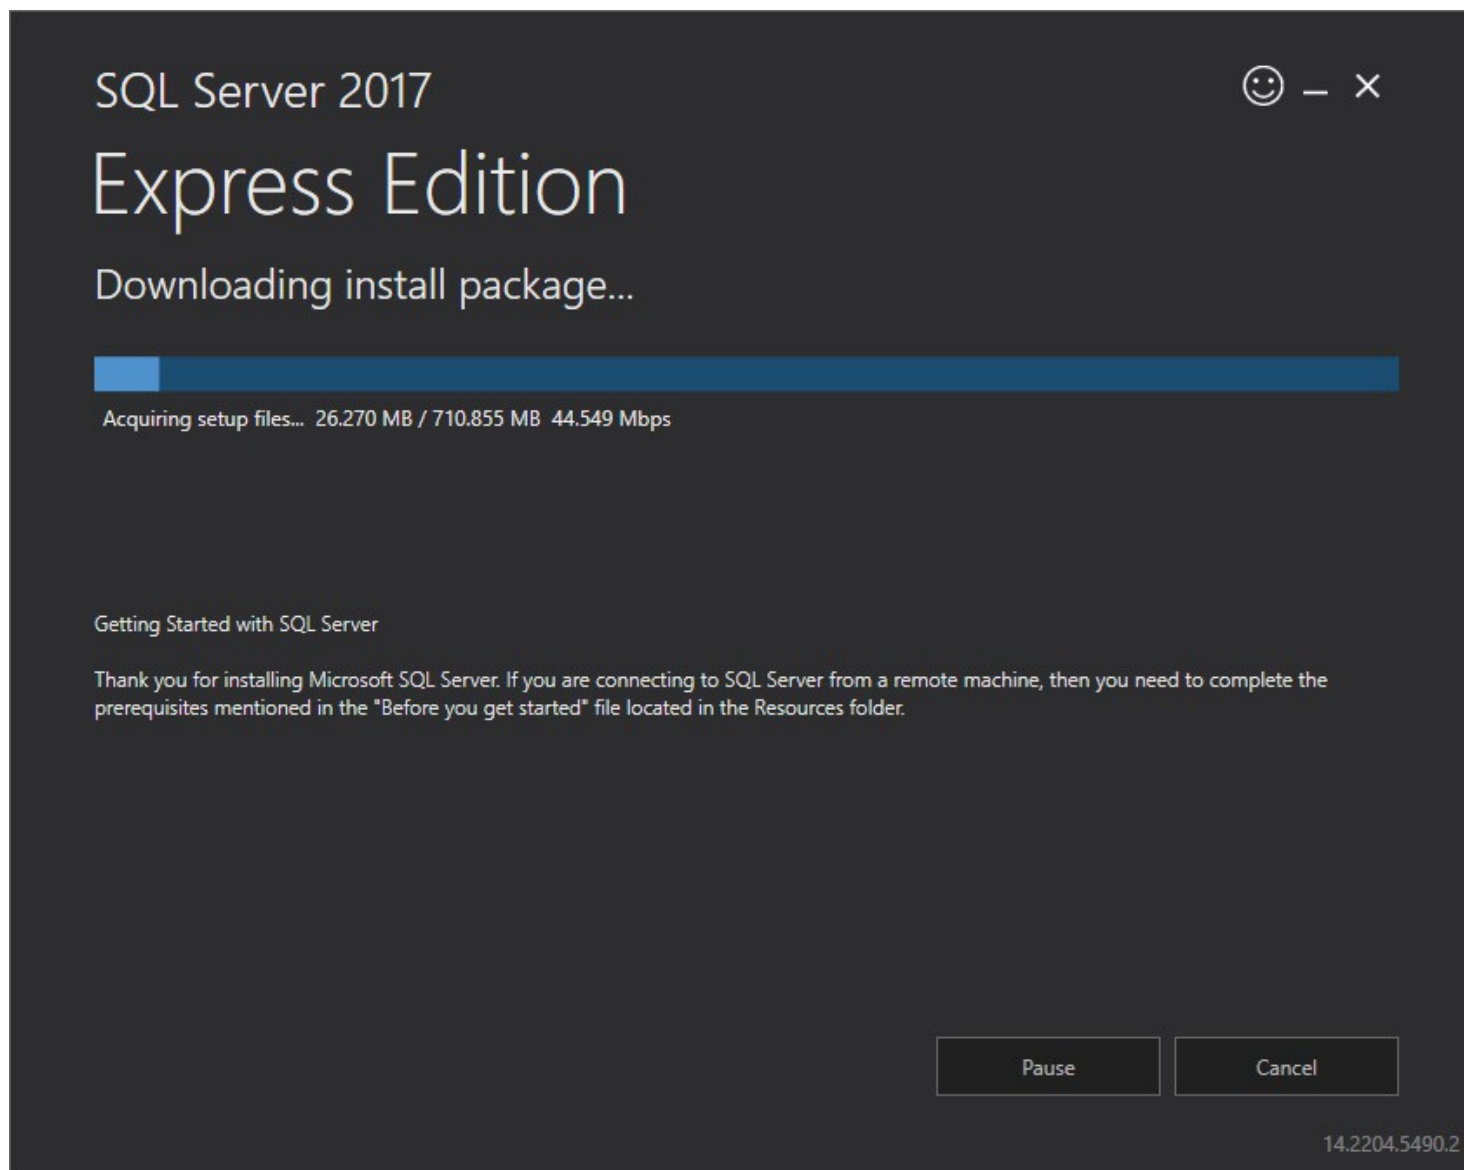 SQL Server 2017
Express Edition
Downloading install package...
Acquiring setup files... 26.270 MB / 710.855 MB 44.549 Mbps
Getting Started with SQL Server
Thank you for installing Microsoft SQL Server. If you are connecting to SQL Server from a remote machine, then you need to complete the
prerequisites mentioned in the "Before you get started" file located in the Resources folder.
Pause
Cancel
14.2204.5490.2